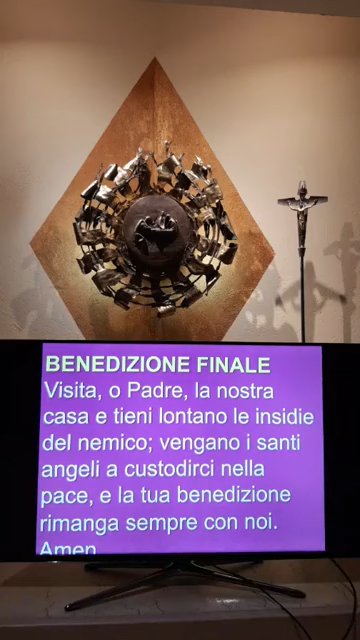 BENEDIZIONE FINALE
Visita, o Padre, la nostra
casa e tieni lontano le insidie
del nemico; vengano i santi
angeli a custodirci nella
pace, e la tua benedizione
rimanga sempre con noi.
Amen